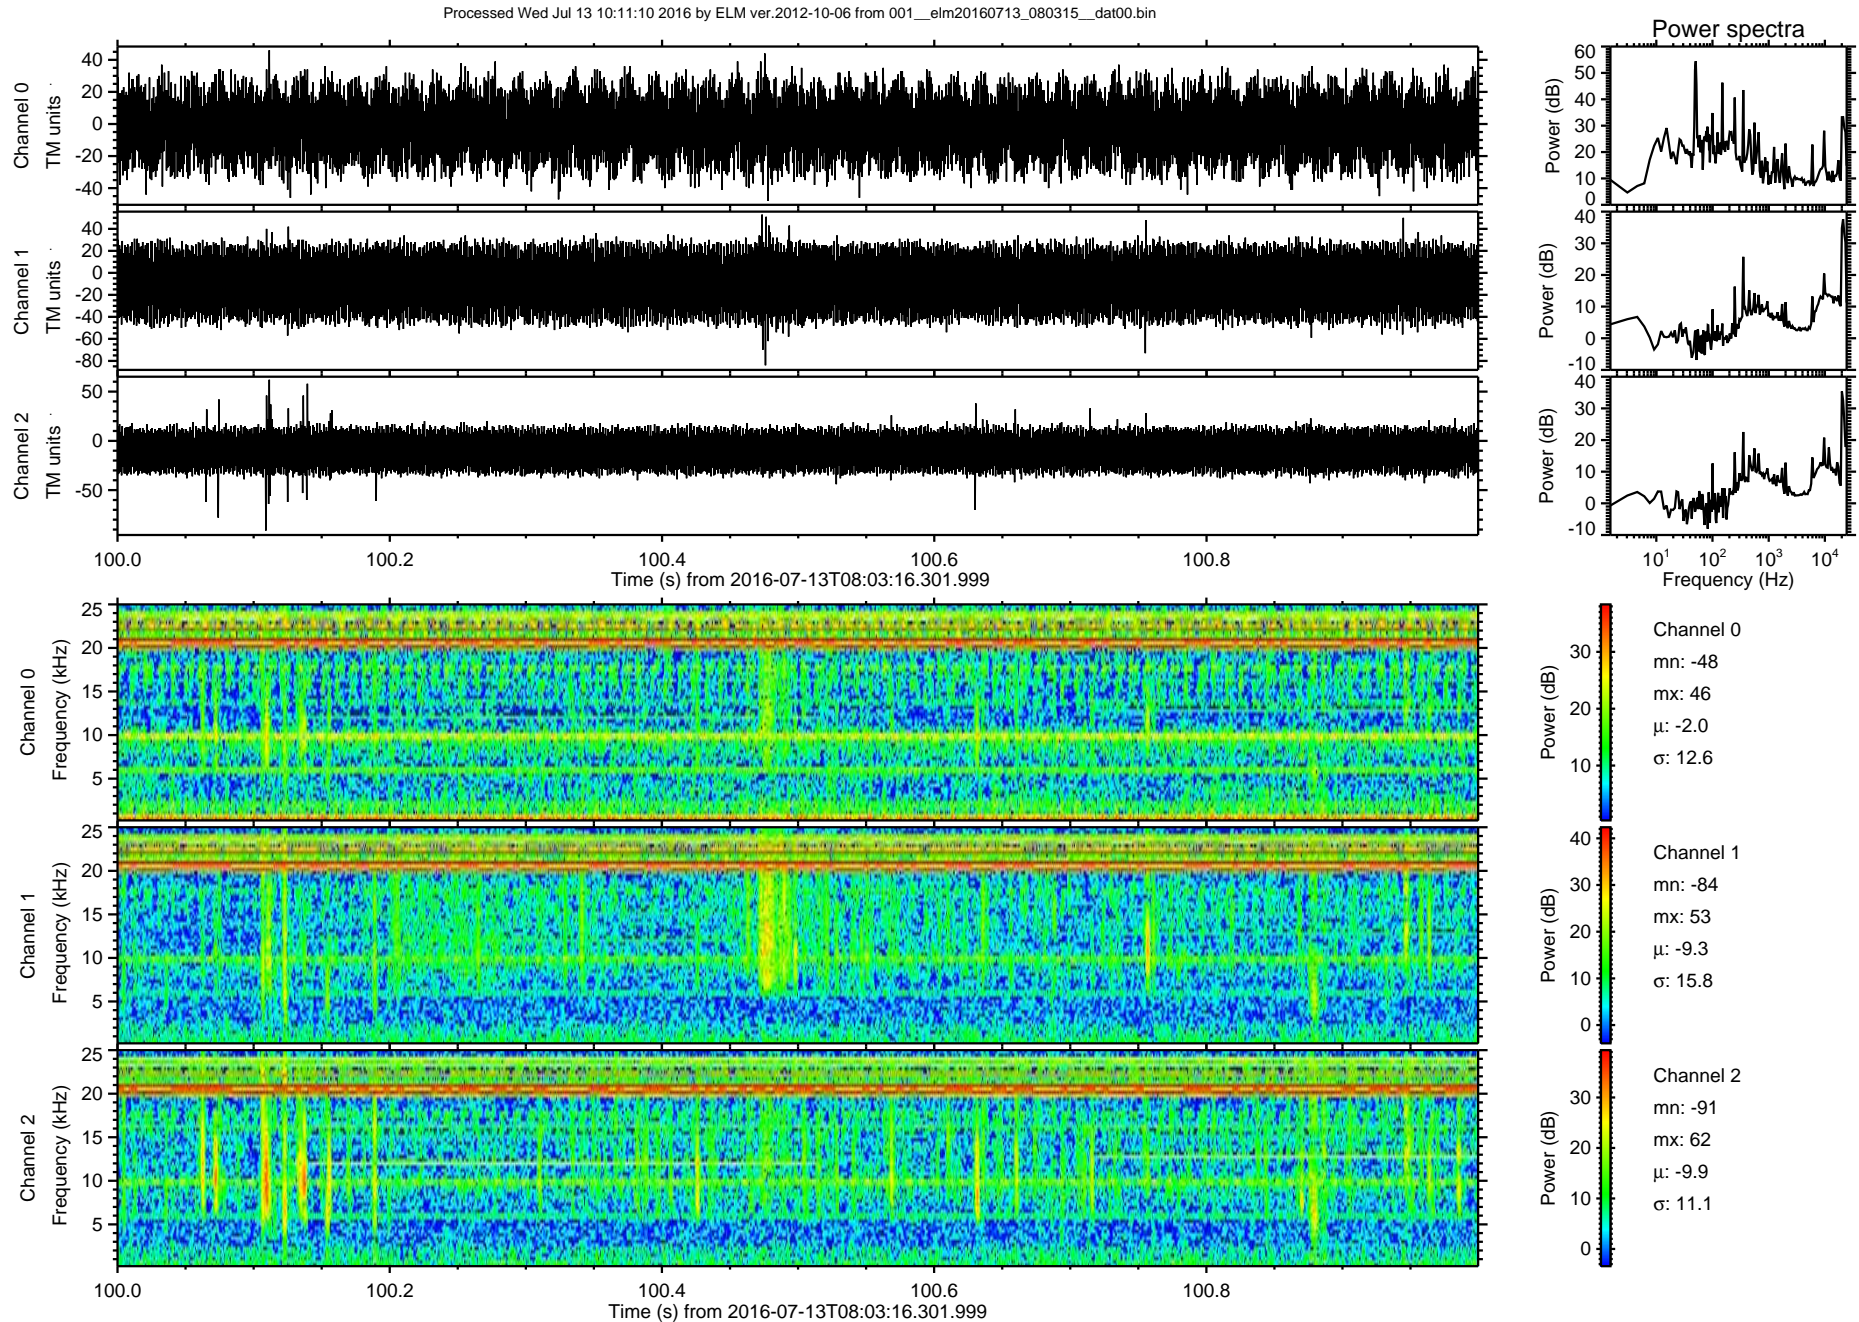 Processed Wed Jul 13 10:11:10 2016 by ELM ver.2012-10-06 from 001__elm20160713_080315__dat00.bin
Power spectra
Channel 0
TM units
40
20
0
-20
-40
Power (dB)
60
50
40
30
20
10
0
Channel 1
TM units
40
20
0
-20
-40
-60
-80
Power (dB)
40
30
20
10
0
-10
Channel 2
TM units
50
0
-50
Power (dB)
40
30
20
10
0
-10
100.0 100.2 100.4 100.6 100.8
Time (s) from 2016-07-13T08:03:16.301.999
10^1 10^2 10^3 10^4
Frequency (Hz)
Channel 0
Frequency (kHz)
25
20
15
10
5
Power (dB)
30
20
10
Channel 0
mn: -48
mx: 46
μ: -2.0
σ: 12.6
Channel 1
Frequency (kHz)
25
20
15
10
5
Power (dB)
40
30
20
10
0
Channel 1
mn: -84
mx: 53
μ: -9.3
σ: 15.8
Channel 2
Frequency (kHz)
25
20
15
10
5
Power (dB)
30
20
10
0
Channel 2
mn: -91
mx: 62
μ: -9.9
σ: 11.1
100.0 100.2 100.4 100.6 100.8
Time (s) from 2016-07-13T08:03:16.301.999